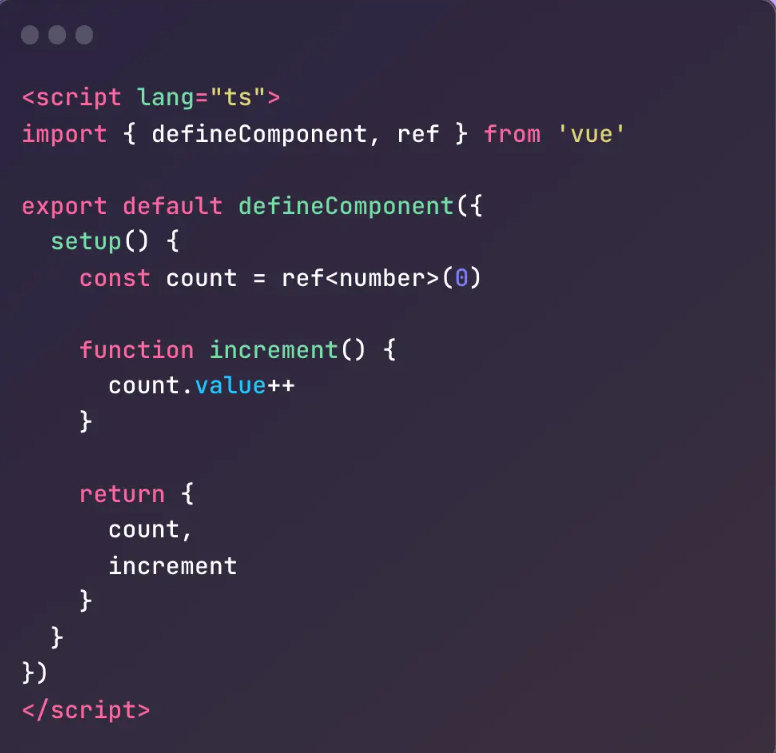 <script lang="ts">
import { defineComponent, ref } from 'vue'

export default defineComponent({
  setup() {
    const count = ref<number>(0)

    function increment() {
      count.value++
    }

    return {
      count,
      increment
    }
  }
})
</script>